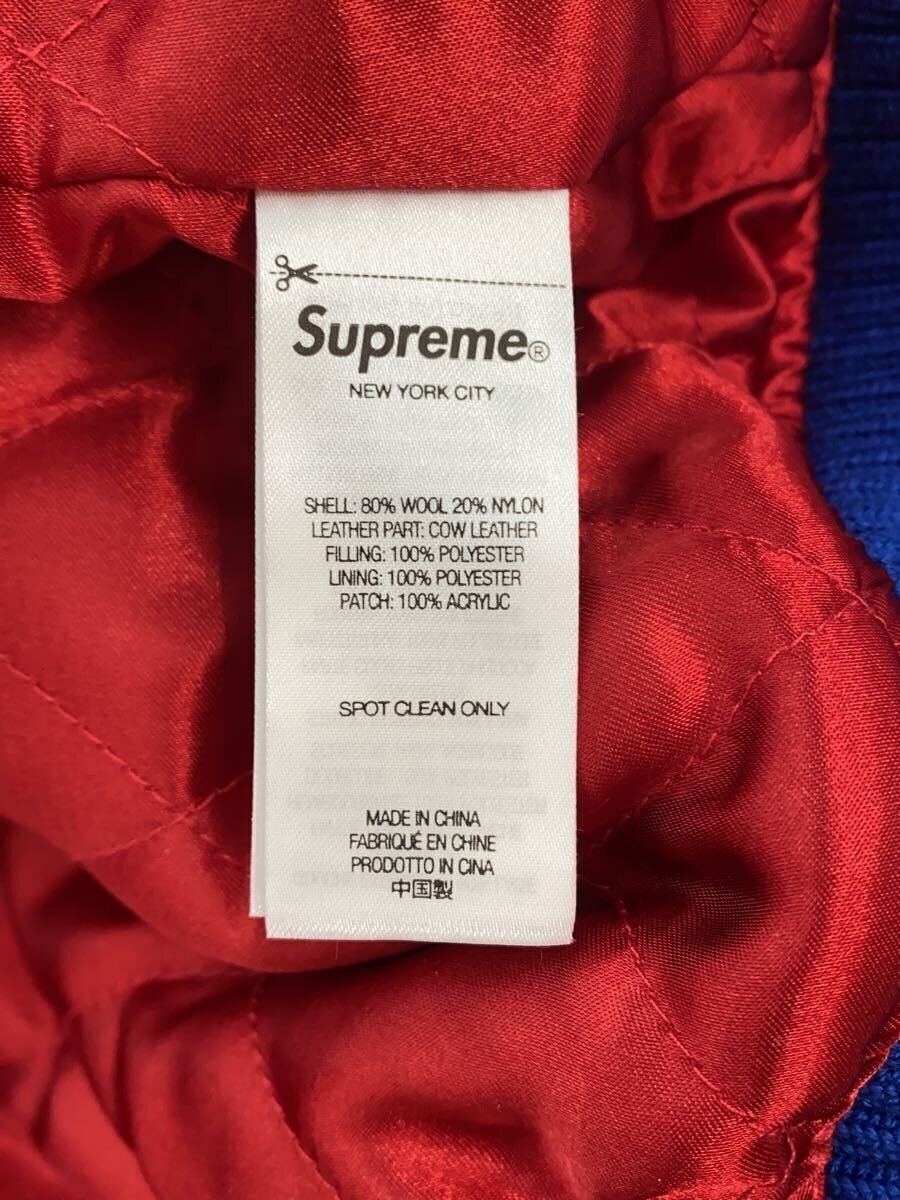 Supreme®
NEW YORK CITY
SHELL: 80% WOOL 20% NYLON
LEATHER PART: COW LEATHER
FILLING: 100% POLYESTER
LINING: 100% POLYESTER
PATCH: 100% ACRYLIC
SPOT CLEAN ONLY
MADE IN CHINA
FABRIQUÉ EN CHINE
PRODOTTO IN CINA
中国製